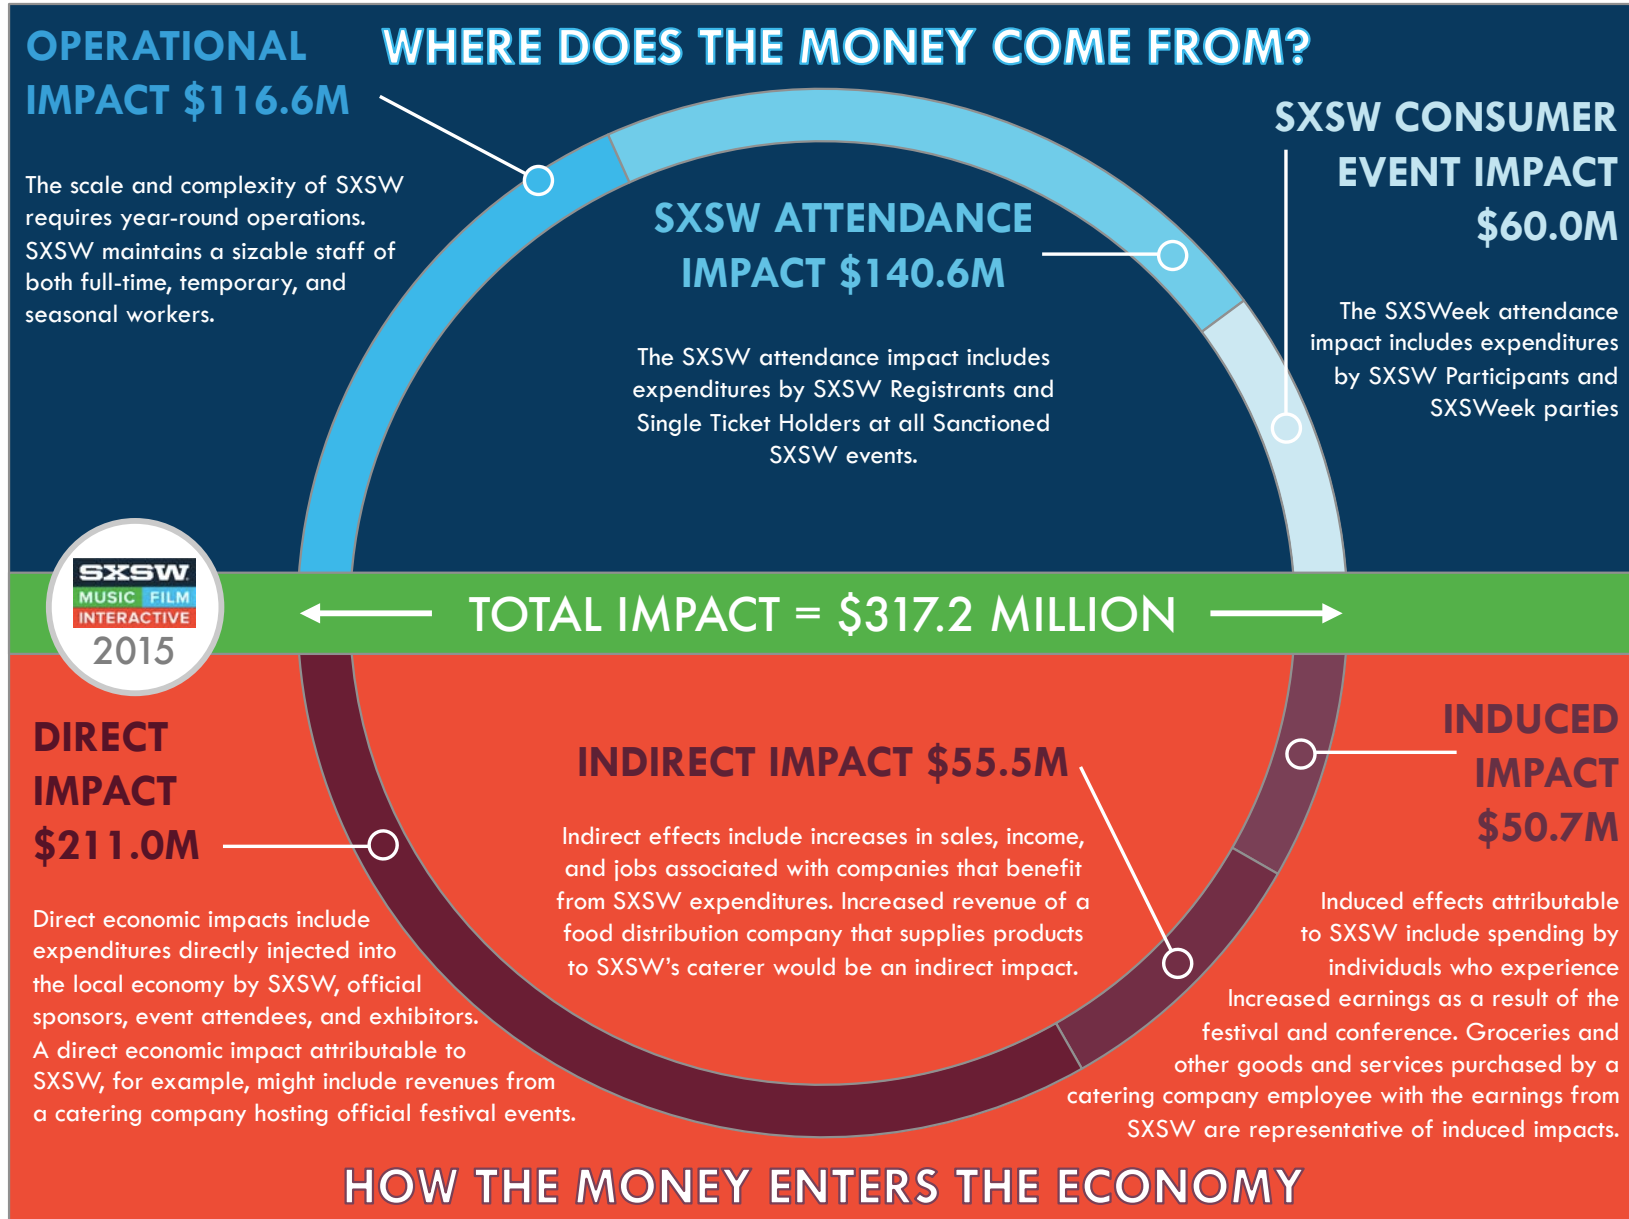 WHERE DOES THE MONEY COME FROM?
OPERATIONAL
IMPACT $116.6M
The scale and complexity of SXSW
requires year-round operations.
SXSW maintains a sizable staff of
both full-time, temporary, and
seasonal workers.
SXSW ATTENDANCE
IMPACT $140.6M
The SXSW attendance impact includes
expenditures by SXSW Registrants and
Single Ticket Holders at all Sanctioned
SXSW events.
SXSW CONSUMER
EVENT IMPACT
$60.0M
The SXSWeek attendance
impact includes expenditures
by SXSW Participants and
SXSWeek parties
SXSW.
MUSIC FILM
INTERACTIVE
2015
TOTAL IMPACT = $317.2 MILLION
DIRECT
IMPACT
$211.0M
Direct economic impacts include
expenditures directly injected into
the local economy by SXSW, official
sponsors, event attendees, and exhibitors.
A direct economic impact attributable to
SXSW, for example, might include revenues from
a catering company hosting official festival events.
INDIRECT IMPACT $55.5M
Indirect effects include increases in sales, income,
and jobs associated with companies that benefit
from SXSW expenditures. Increased revenue of a
food distribution company that supplies products
to SXSW’s caterer would be an indirect impact.
INDUCED
IMPACT
$50.7M
Induced effects attributable
to SXSW include spending by
individuals who experience
Increased earnings as a result of the
festival and conference. Groceries and
other goods and services purchased by a
catering company employee with the earnings from
SXSW are representative of induced impacts.
HOW THE MONEY ENTERS THE ECONOMY